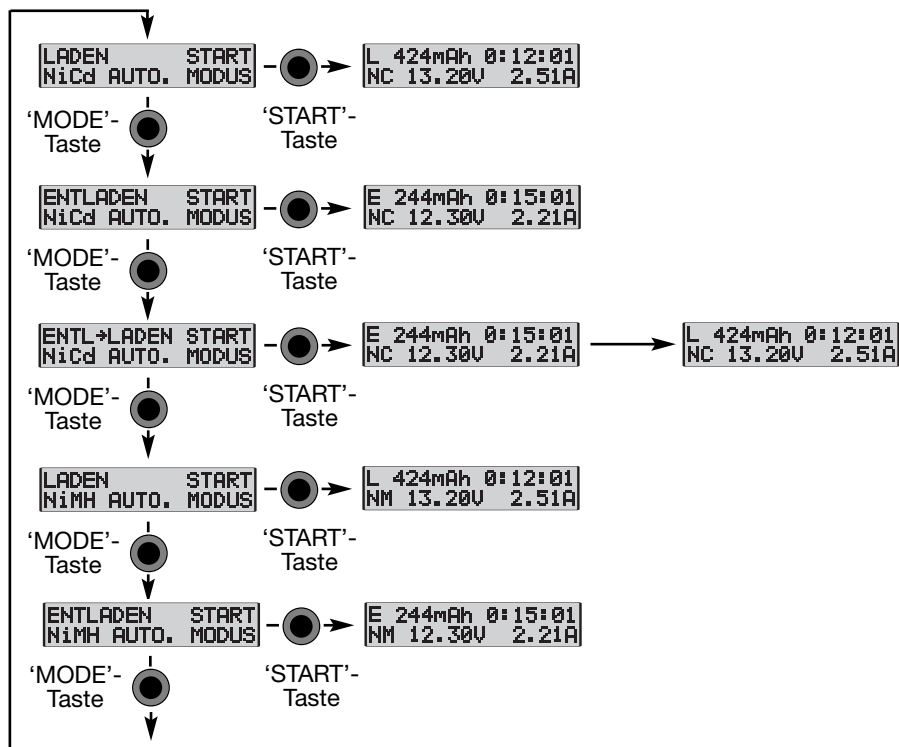 LADEN START
NiCd AUTO. MODUS
L 424mAh 0:12:01
NC 13.20V 2.51A
‘MODE’-
Taste
‘START’-
Taste
ENTLADEN START
NiCd AUTO. MODUS
E 244mAh 0:15:01
NC 12.30V 2.21A
‘MODE’-
Taste
‘START’-
Taste
ENTL→LADEN START
NiCd AUTO. MODUS
E 244mAh 0:15:01
NC 12.30V 2.21A
L 424mAh 0:12:01
NC 13.20V 2.51A
‘MODE’-
Taste
‘START’-
Taste
LADEN START
NiMH AUTO. MODUS
L 424mAh 0:12:01
NM 13.20V 2.51A
‘MODE’-
Taste
‘START’-
Taste
ENTLADEN START
NiMH AUTO. MODUS
E 244mAh 0:15:01
NM 12.30V 2.21A
‘MODE’-
Taste
‘START’-
Taste